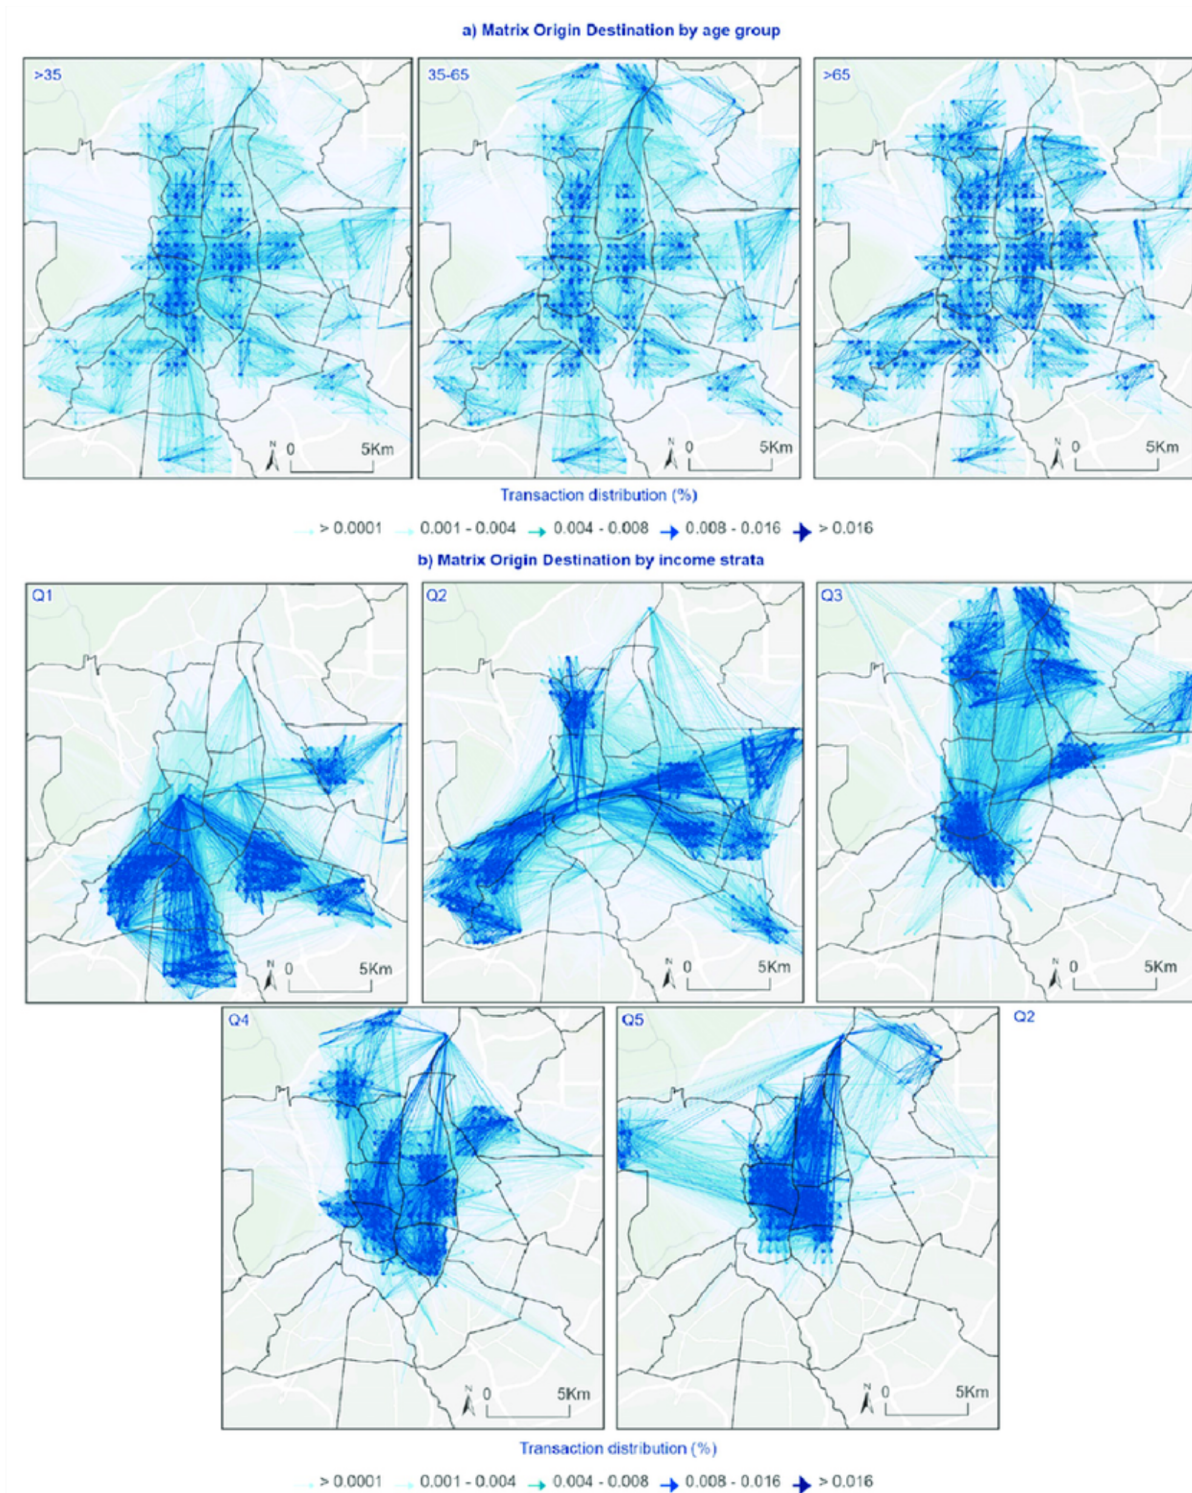 a) Matrix Origin Destination by age group
>35 35-65 >65
N 0 5Km N 0 5Km N 0 5Km
Transaction distribution (%)
> 0.0001 0.001 - 0.004 0.004 - 0.008 0.008 - 0.016 > 0.016
b) Matrix Origin Destination by income strata
Q1 Q2 Q3
N 0 5Km N 0 5Km N 0 5Km
Q4 Q5 Q2
N 0 5Km N 0 5Km
Transaction distribution (%)
> 0.0001 0.001 - 0.004 0.004 - 0.008 0.008 - 0.016 > 0.016